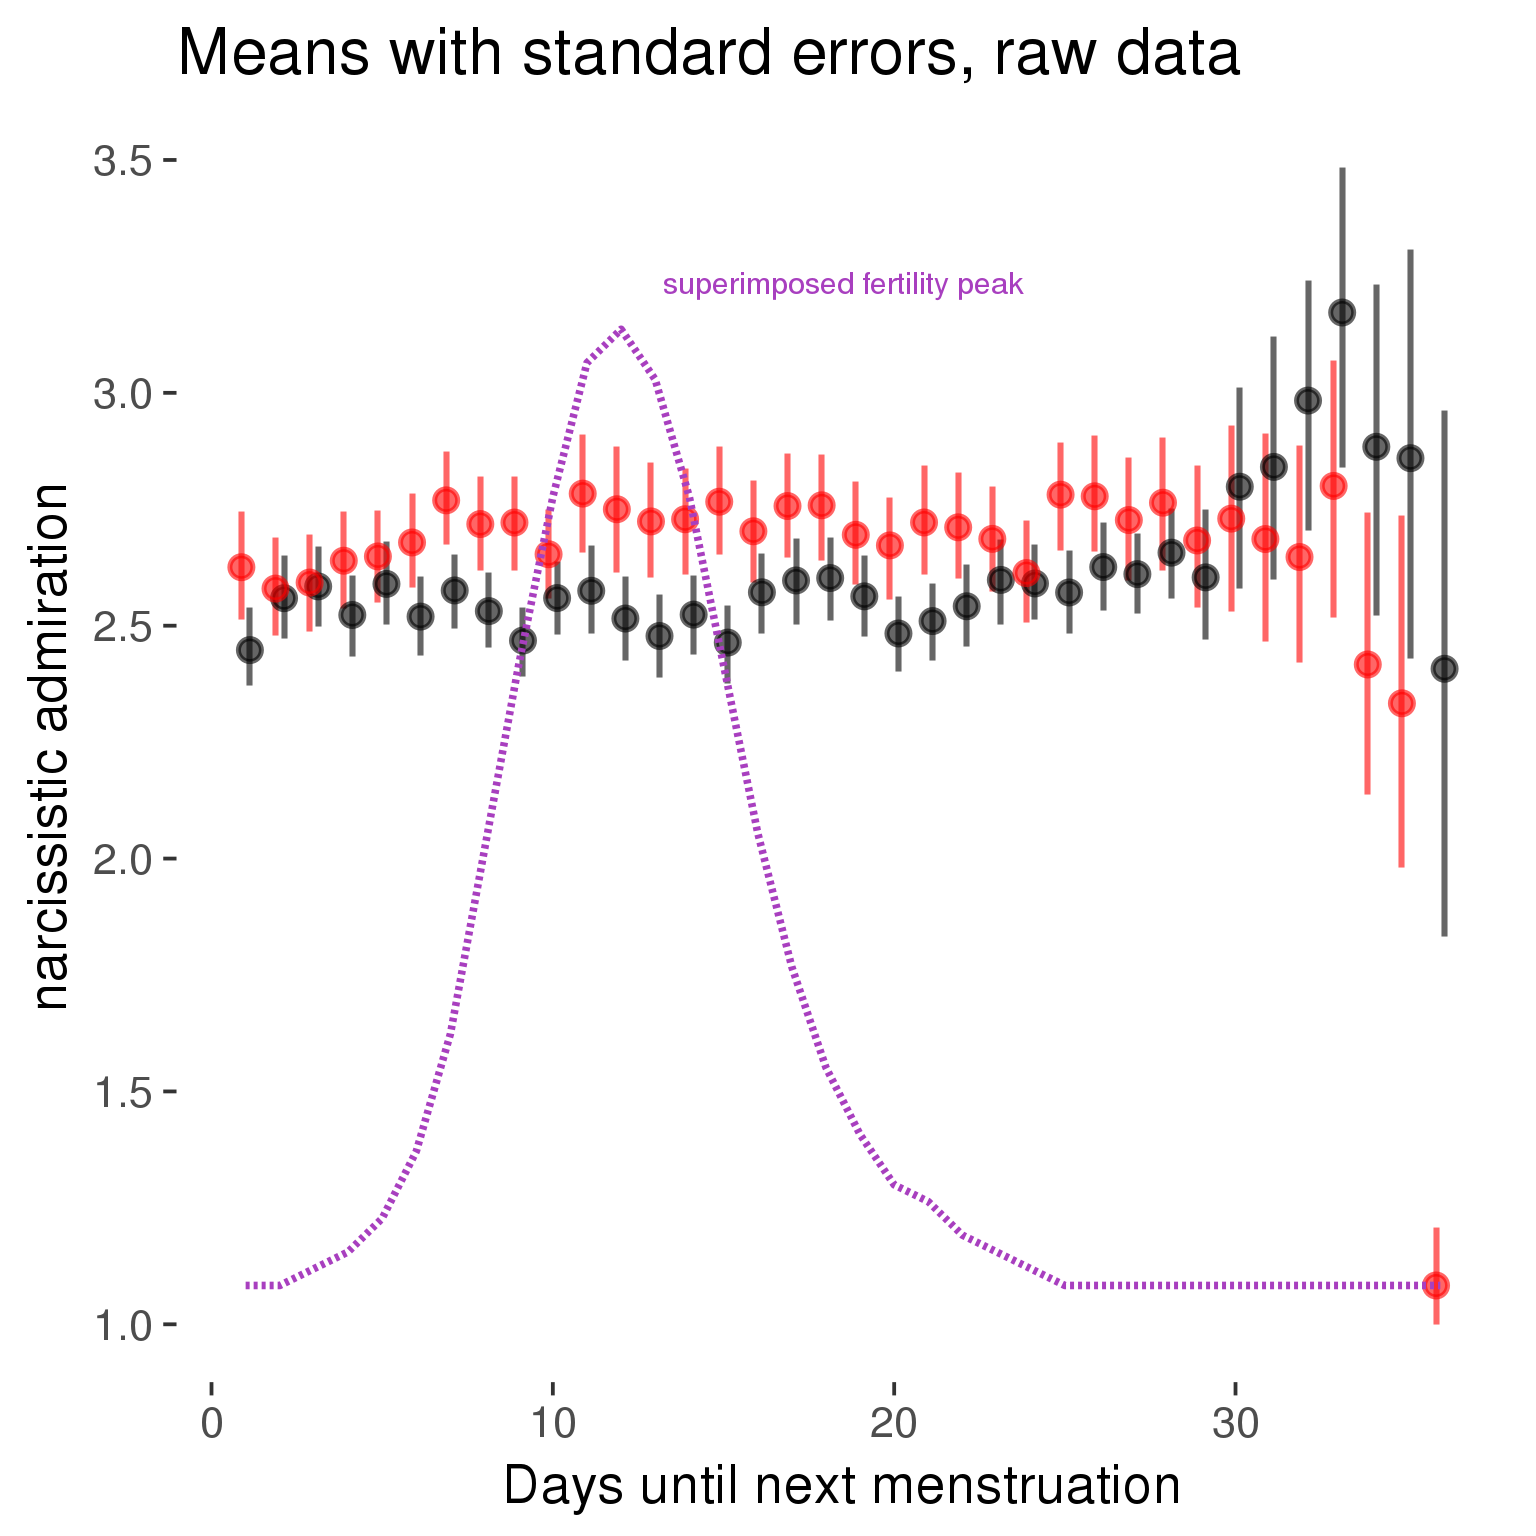 Means with standard errors, raw data
3.5
3.0
2.5
2.0
1.5
1.0
narcissistic admiration
superimposed fertility peak
0
10
20
30
Days until next menstruation